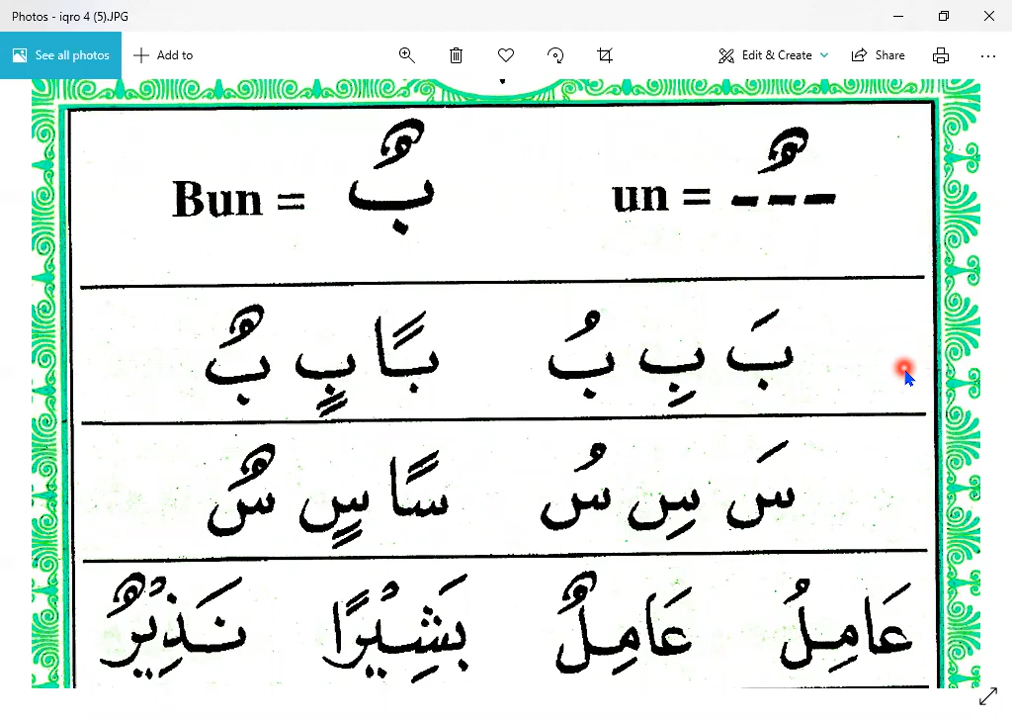 Photos - iqro 4 (5).JPG
See all photos
Add to
Edit & Create
Share
un = ـٌ
Bun = بٌ
بَ بِ بُ بًا بٍ بٌ
سَ سِ سُ سًا سٍ سٌ
عَامِلُ عَامِلٌ بَشِيْرًا نَذِيْرٌ